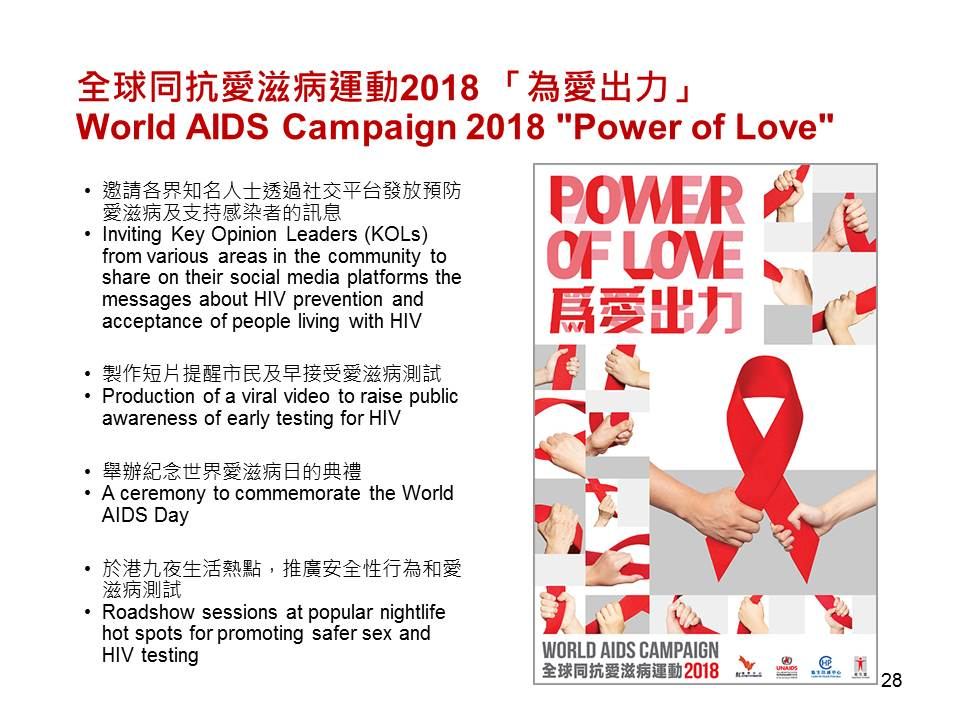 全球同抗愛滋病運動2018 「為愛出力」
World AIDS Campaign 2018 "Power of Love"
• 邀請各界知名人士透過社交平台發放預防
愛滋病及支持感染者的訊息
• Inviting Key Opinion Leaders (KOLs)
from various areas in the community to
share on their social media platforms the
messages about HIV prevention and
acceptance of people living with HIV
• 製作短片提醒市民及早接受愛滋病測試
• Production of a viral video to raise public
awareness of early testing for HIV
• 舉辦紀念世界愛滋病日的典禮
• A ceremony to commemorate the World
AIDS Day
• 於港九夜生活熱點，推廣安全性行為和愛
滋病測試
• Roadshow sessions at popular nightlife
hot spots for promoting safer sex and
HIV testing
POWER
OF LOVE
爲愛出力
WORLD AIDS CAMPAIGN
全球同抗愛滋病運動2018
UNAIDS
CHP
衞生防護中心
28